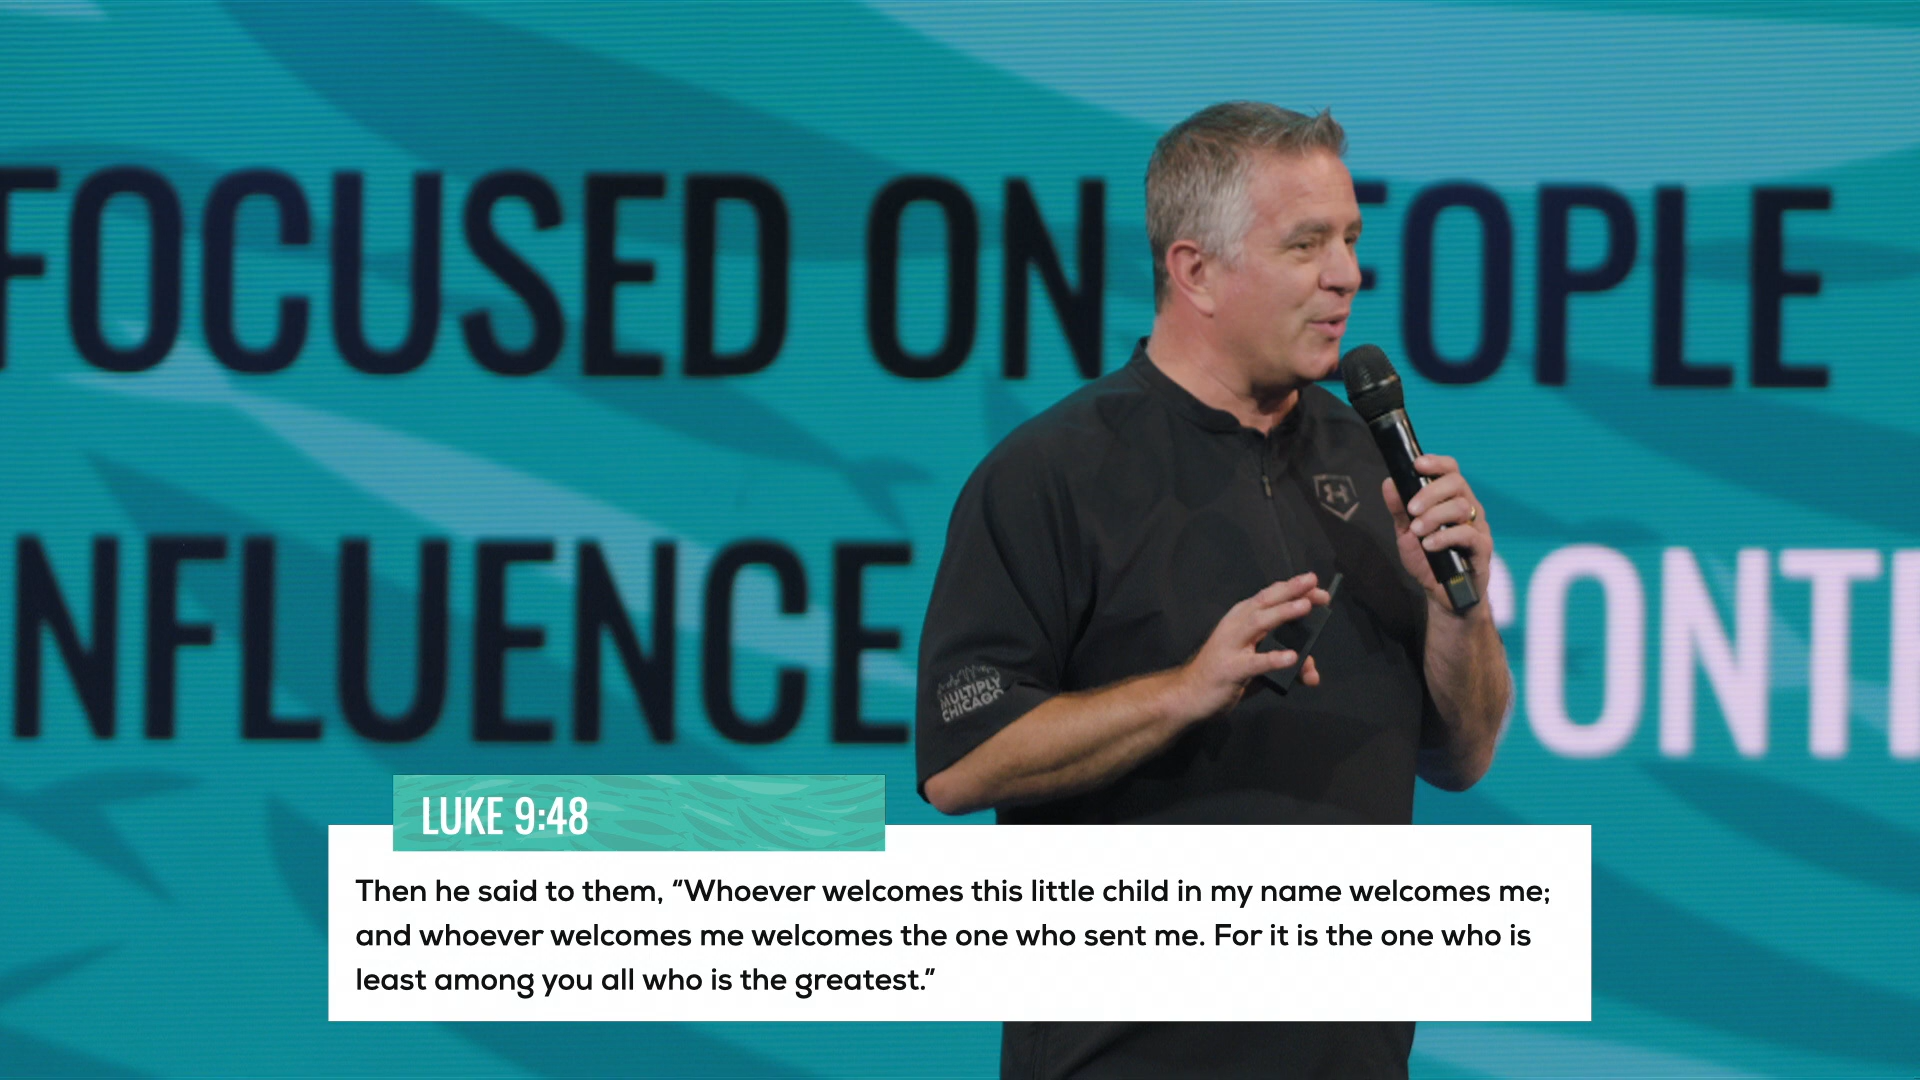 FOCUSED ON PEOPLE
NFLUENCE
MULTIPLY
CHICAGO
LUKE 9:48
Then he said to them, “Whoever welcomes this little child in my name welcomes me;
and whoever welcomes me welcomes the one who sent me. For it is the one who is
least among you all who is the greatest.”